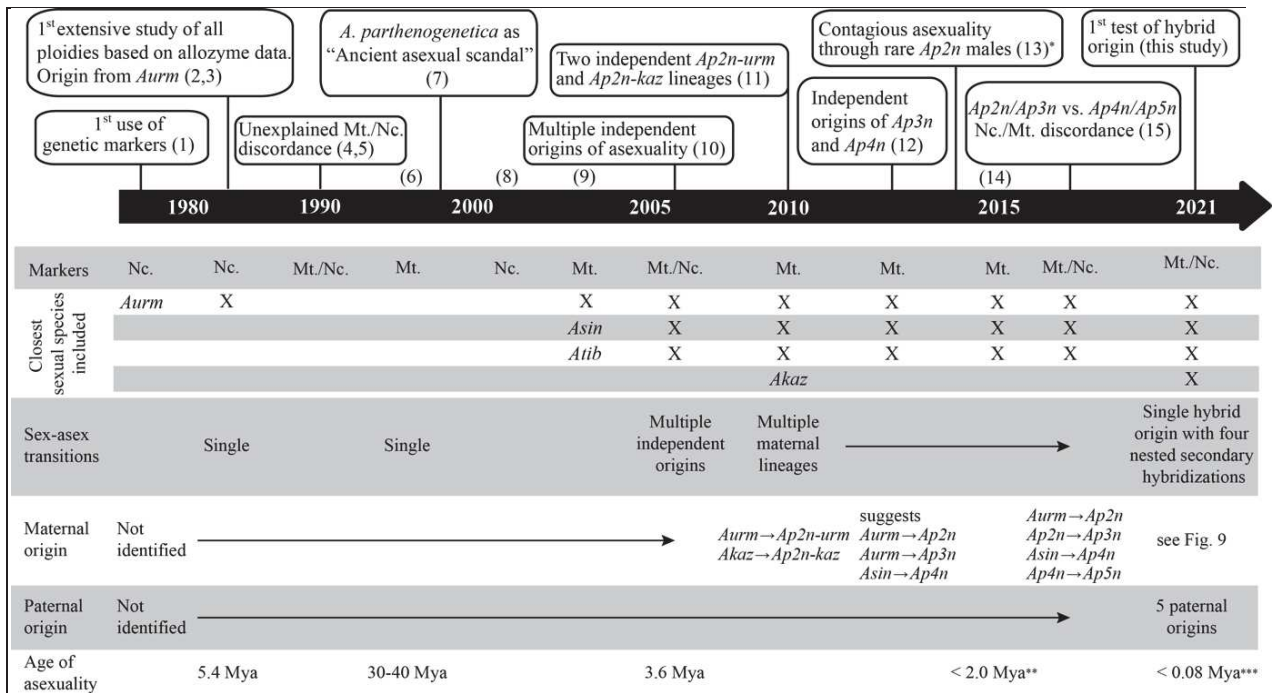 1st extensive study of all
ploidies based on allozyme data.
Origin from Aurm (2,3)
A. parthenogenetica as
“Ancient asexual scandal”
(7)
Two independent Ap2n-urm
and Ap2n-kaz lineages (11)
Contagious asexuality
through rare Ap2n males (13)*
1st test of hybrid
origin (this study)
1st use of
genetic markers (1)
Unexplained Mt./Nc.
discordance (4,5)
Multiple independent
origins of asexuality (10)
Independent
origins of Ap3n
and Ap4n (12)
Ap2n/Ap3n vs. Ap4n/Ap5n
Nc./Mt. discordance (15)
(6) (8) (9) (14)
1980 1990 2000 2005 2010 2015 2021
Markers Nc. Nc. Mt./Nc. Mt. Nc. Mt. Mt./Nc. Mt. Mt. Mt. Mt./Nc. Mt./Nc.
Closest
sexual species
included
Aurm X X X X X X X X
Asin X X X X X X
Atib X X X X X X
Akaz X
Sex-asex
transitions
Single
Single
Multiple
independent
origins
Multiple
maternal
lineages
Single hybrid
origin with four
nested secondary
hybridizations
Maternal
origin
Not
identified
Aurm→Ap2n-urm
Akaz→Ap2n-kaz
suggests
Aurm→Ap2n
Aurm→Ap3n
Asin→Ap4n
Aurm→Ap2n
Ap2n→Ap3n
Asin→Ap4n
Ap4n→Ap5n
see Fig. 9
Paternal
origin
Not
identified
5 paternal
origins
Age of
asexuality
5.4 Mya 30-40 Mya 3.6 Mya < 2.0 Mya** < 0.08 Mya***